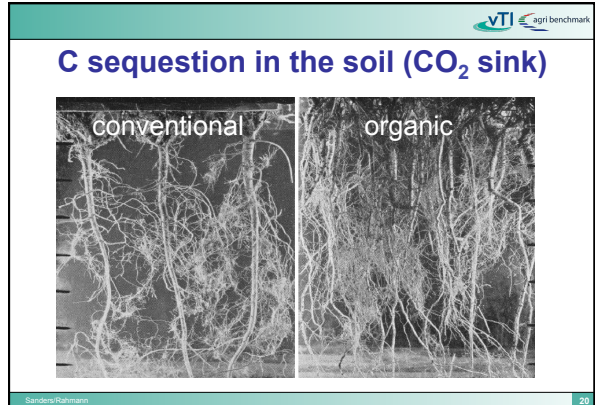 vTI agri benchmark
C sequestion in the soil (CO₂ sink)
conventional organic
Sanders/Rahmann 20